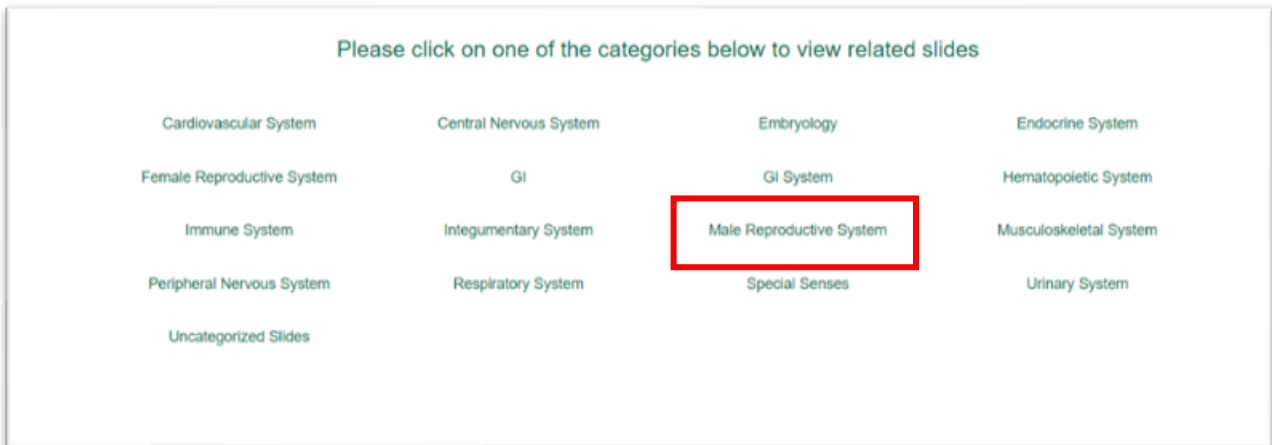 Please click on one of the categories below to view related slides
Cardiovascular System Central Nervous System Embryology Endocrine System
Female Reproductive System GI GI System Hematopoietic System
Immune System Integumentary System Male Reproductive System Musculoskeletal System
Peripheral Nervous System Respiratory System Special Senses Urinary System
Uncategorized Slides